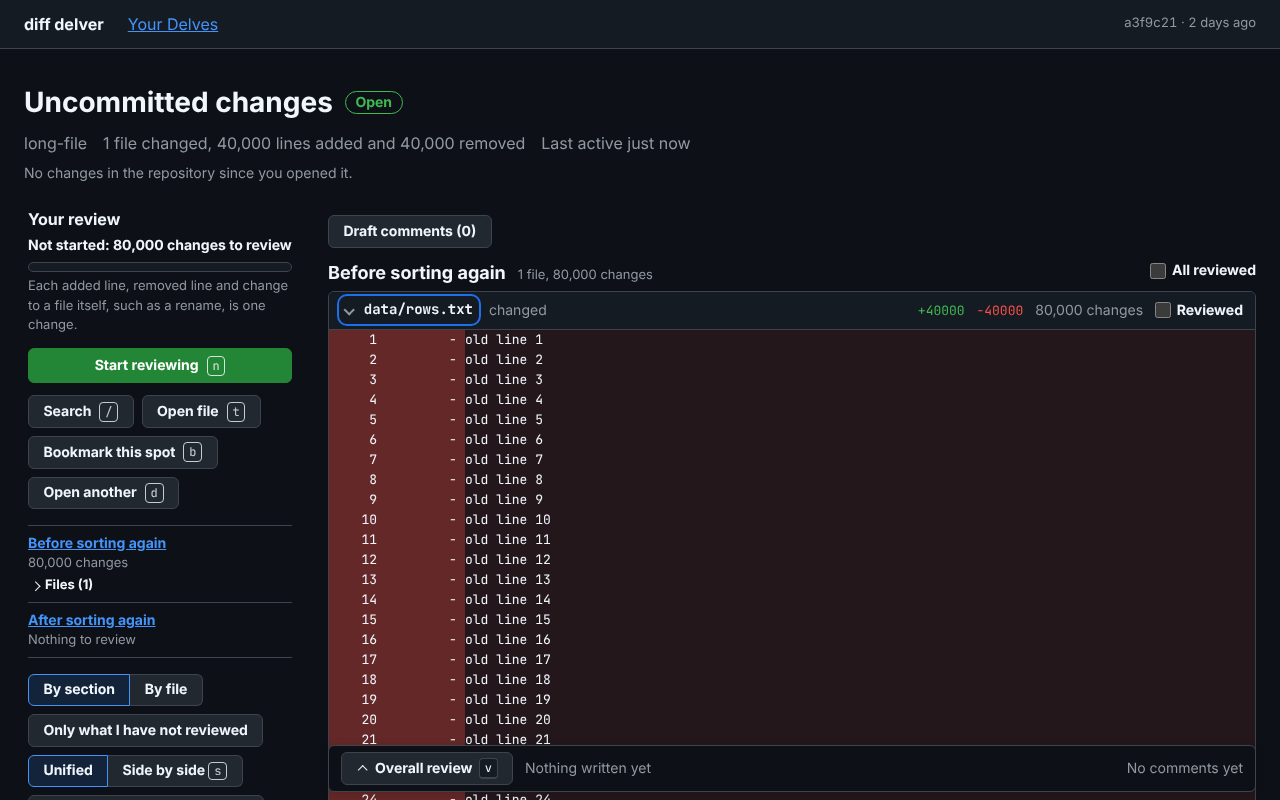 diff delver Your Delves a3f9c21 · 2 days ago
Uncommitted changes Open
long-file 1 file changed, 40,000 lines added and 40,000 removed Last active just now
No changes in the repository since you opened it.
Your review
Not started: 80,000 changes to review
Each added line, removed line and change
to a file itself, such as a rename, is one
change.
Start reviewing n
Search / Open file t
Bookmark this spot b
Open another d
Before sorting again
80,000 changes
Files (1)
After sorting again
Nothing to review
By section By file
Only what I have not reviewed
Unified Side by side s
Draft comments (0)
Before sorting again 1 file, 80,000 changes All reviewed
data/rows.txt changed +40000 -40000 80,000 changes Reviewed
1 - old line 1
2 - old line 2
3 - old line 3
4 - old line 4
5 - old line 5
6 - old line 6
7 - old line 7
8 - old line 8
9 - old line 9
10 - old line 10
11 - old line 11
12 - old line 12
13 - old line 13
14 - old line 14
15 - old line 15
16 - old line 16
17 - old line 17
18 - old line 18
19 - old line 19
20 - old line 20
21 - old line 21
Overall review v Nothing written yet No comments yet
24 - old line 24